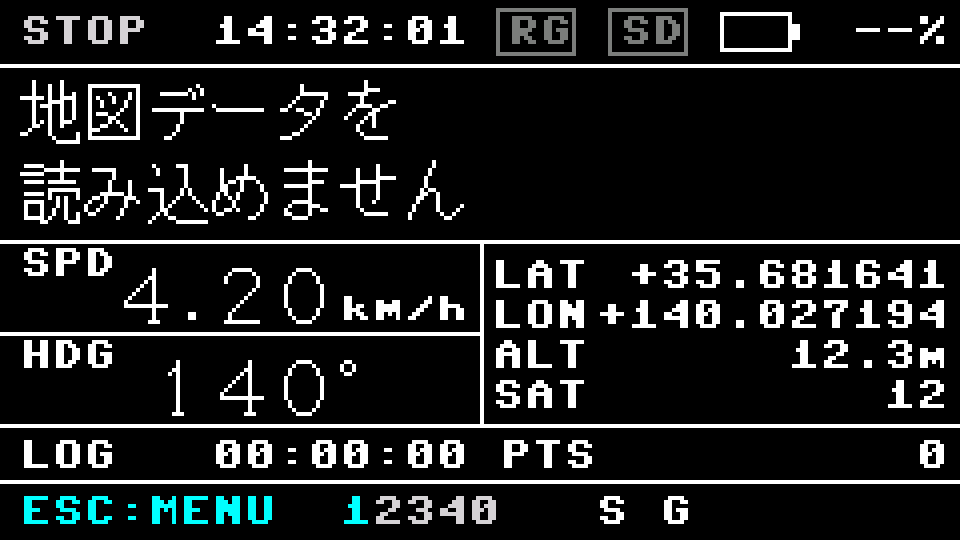 STOP 14:32:01 RG SD --%
地図データを
読み込めません
SPD 4.20 km/h
HDG 140°
LAT +35.681641
LON +140.027194
ALT 12.3m
SAT 12
LOG 00:00:00 PTS 0
ESC:MENU 12340 S G